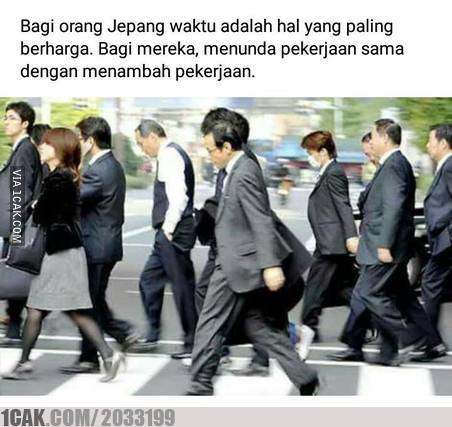 Bagi orang Jepang waktu adalah hal yang paling
berharga. Bagi mereka, menunda pekerjaan sama
dengan menambah pekerjaan.
VIA 1CAK.COM
1CAK.COM/2033199